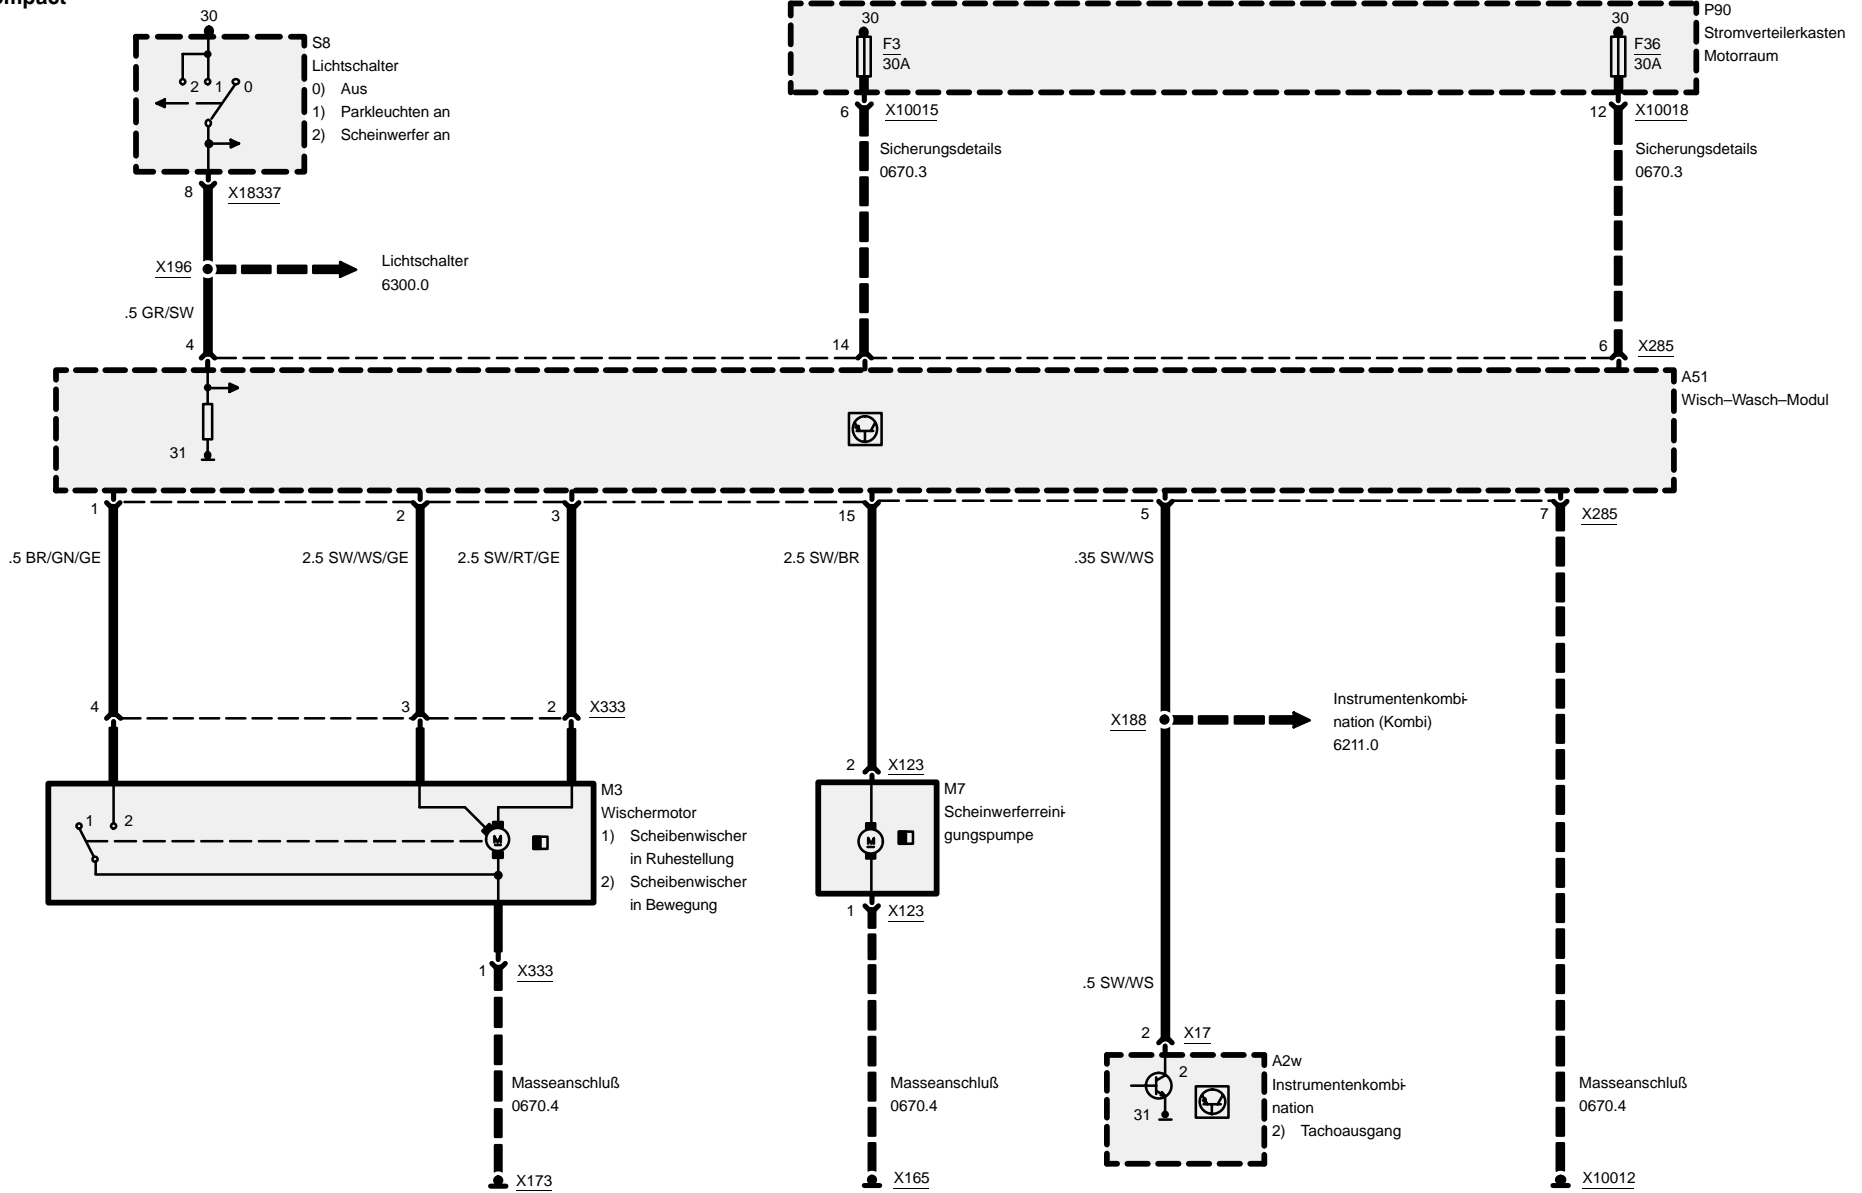 30
S8
Lichtschalter
0) Aus
1) Parkleuchten an
2) Scheinwerfer an
2 1 0
8 X18337
X196
Lichtschalter
6300.0
.5 GR/SW
4
30
F3
30A
30
F36
30A
P90
Stromverteilerkasten
Motorraum
6 X10015
12 X10018
Sicherungsdetails
0670.3
Sicherungsdetails
0670.3
14
6 X285
A51
Wisch–Wasch–Modul
31
1
2
3
15
5
7 X285
.5 BR/GN/GE
2.5 SW/WS/GE
2.5 SW/RT/GE
2.5 SW/BR
.35 SW/WS
4
3
2 X333
X188
Instrumentenkombi-
nation (Kombi)
6211.0
2 X123
M3
Wischermotor
1) Scheibenwischer
in Ruhestellung
2) Scheibenwischer
in Bewegung
1 2
M
M7
Scheinwerferreini-
gungspumpe
M
1 X123
1 X333
.5 SW/WS
2 X17
A2w
Instrumentenkombi-
nation
2) Tachoausgang
2
31
Masseanschluß
0670.4
Masseanschluß
0670.4
Masseanschluß
0670.4
X173
X165
X10012